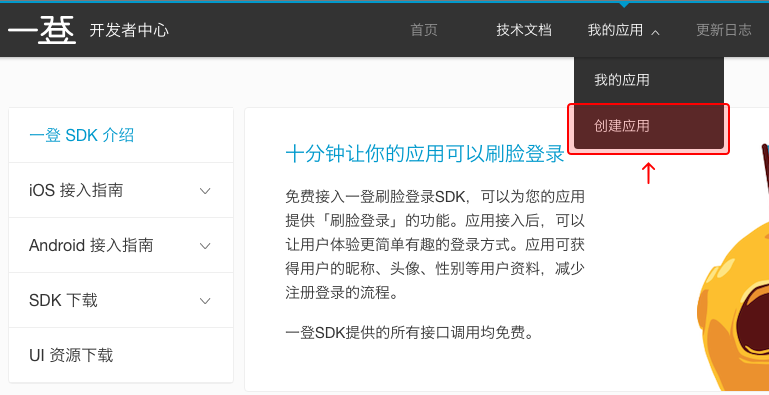 一登 开发者中心 首页 技术文档 我的应用 更新日志
我的应用
创建应用
一登 SDK 介绍
iOS 接入指南
Android 接入指南
SDK 下载
UI 资源下载
十分钟让你的应用可以刷脸登录
免费接入一登刷脸登录SDK，可以为您的应用
提供「刷脸登录」的功能。应用接入后，可以
让用户体验更简单有趣的登录方式。应用可获
得用户的昵称、头像、性别等用户资料，减少
注册登录的流程。
一登SDK提供的所有接口调用均免费。